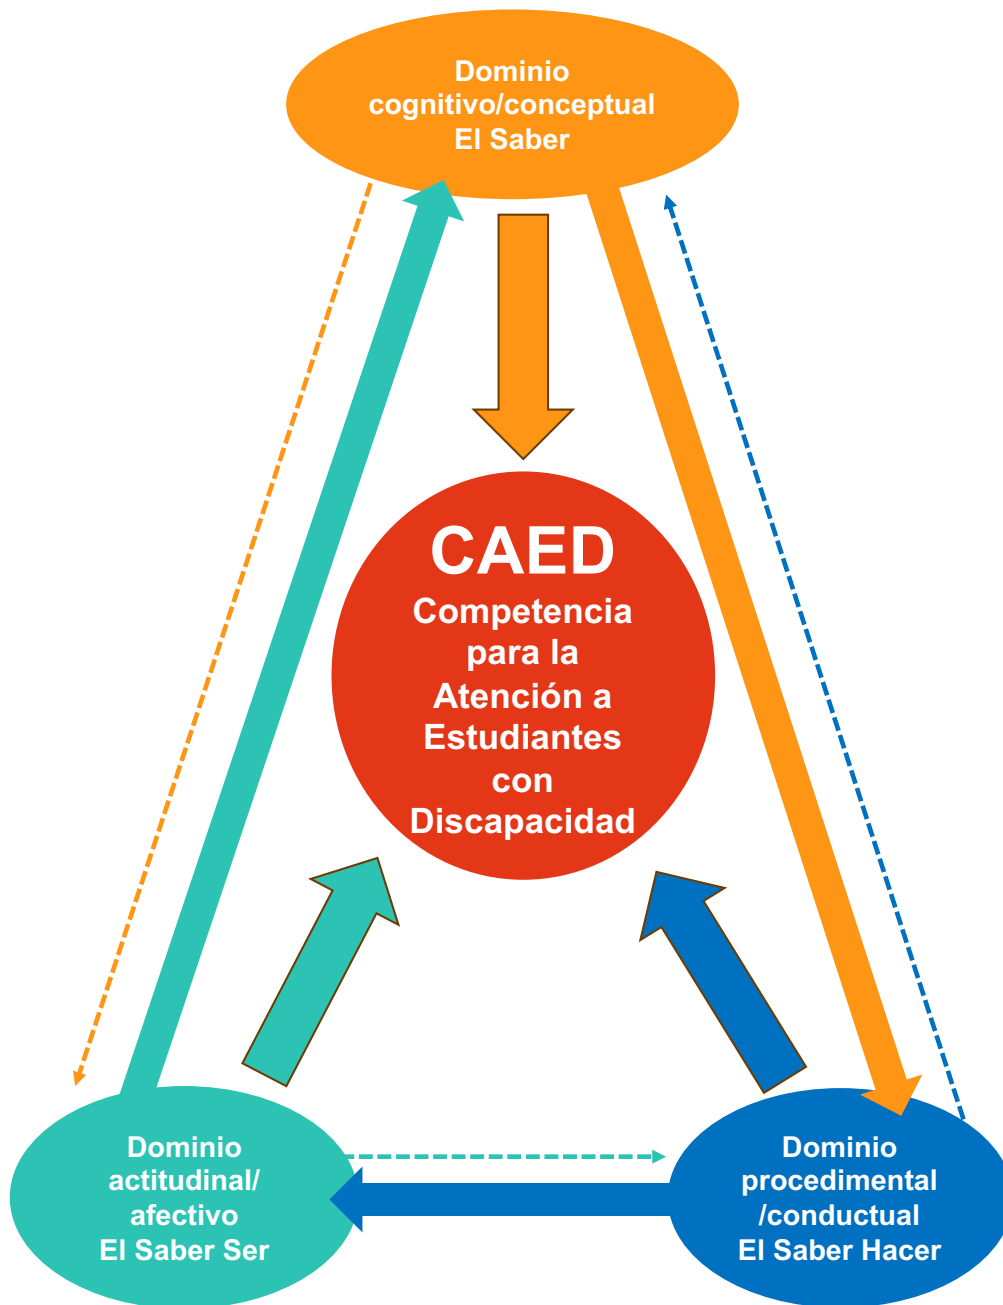 Dominio
cognitivo/conceptual
El Saber
CAED
Competencia
para la
Atención a
Estudiantes
con
Discapacidad
Dominio
actitudinal/
afectivo
El Saber Ser
Dominio
procedimental
/conductual
El Saber Hacer